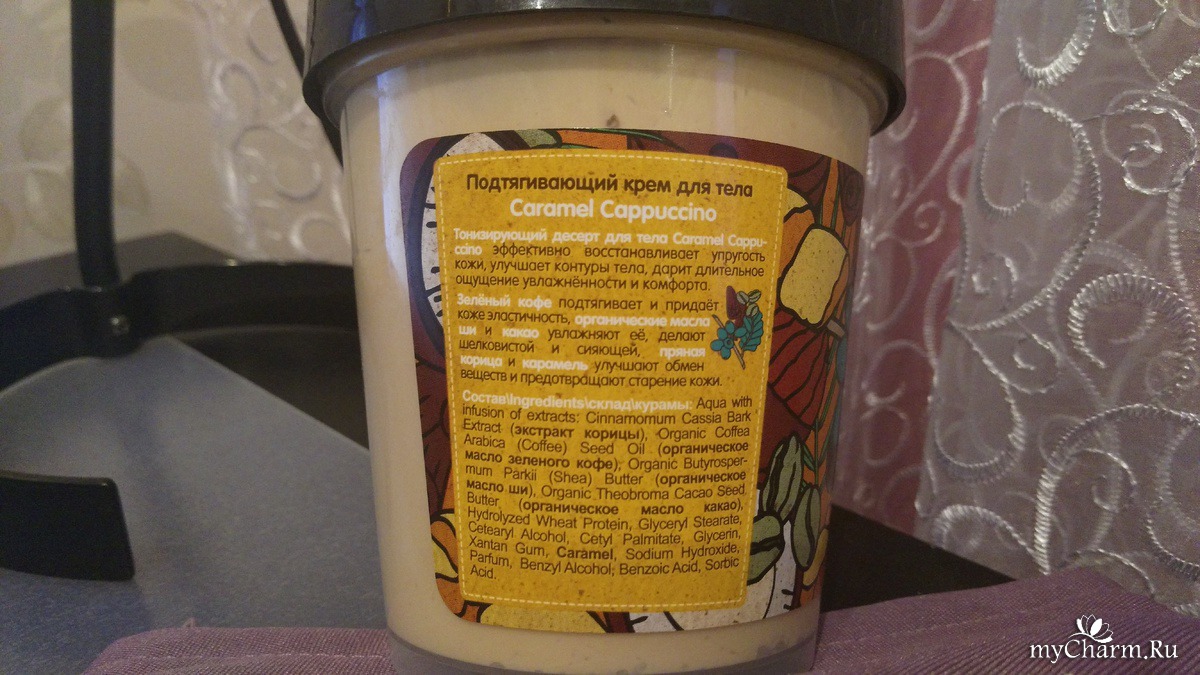 Подтягивающий крем для тела
Caramel Cappuccino
Тонизирующий десерт для тела Caramel Cappu-
ccino эффективно восстанавливает упругость
кожи, улучшает контуры тела, дарит длительное
ощущение увлажнённости и комфорта.
Зелёный кофе подтягивает и придаёт
коже эластичность, органические масла
ши и какао увлажняют её, делают
шелковистой и сияющей, пряная
корица и карамель улучшают обмен
веществ и предотвращают старение кожи.
Состав\Ingredients\склад\курамы: Aqua with
infusion of extracts: Cinnamomum Cassia Bark
Extract (экстракт корицы), Organic Coffea
Arabica (Coffee) Seed Oil (органическое
масло зеленого кофе), Organic Butyrosper-
mum Parkii (Shea) Butter (органическое
масло ши), Organic Theobroma Cacao Seed
Butter (органическое масло какао),
Hydrolyzed Wheat Protein, Glyceryl Stearate,
Cetearyl Alcohol, Cetyl Palmitate, Glycerin,
Xantan Gum, Caramel, Sodium Hydroxide,
Parfum, Benzyl Alcohol, Benzoic Acid, Sorbic
Acid.
myCharm.Ru